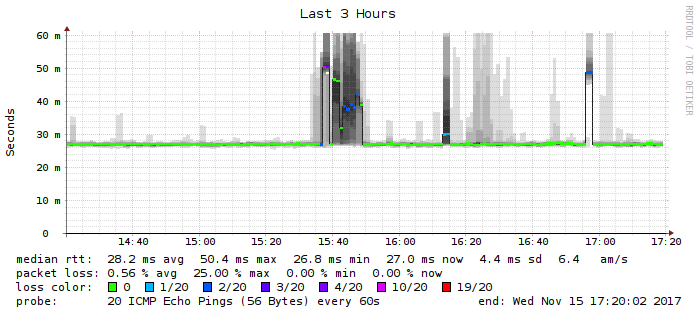 Last 3 Hours
RRDTOOL / TOBI OETIKER
Seconds
60 m
50 m
40 m
30 m
20 m
10 m
0
14:40 15:00 15:20 15:40 16:00 16:20 16:40 17:00 17:20
median rtt: 28.2 ms avg 50.4 ms max 26.8 ms min 27.0 ms now 4.4 ms sd 6.4 am/s
packet loss: 0.56 % avg 25.00 % max 0.00 % min 0.00 % now
loss color: 0 1/20 2/20 3/20 4/20 10/20 19/20
probe: 20 ICMP Echo Pings (56 Bytes) every 60s end: Wed Nov 15 17:20:02 2017